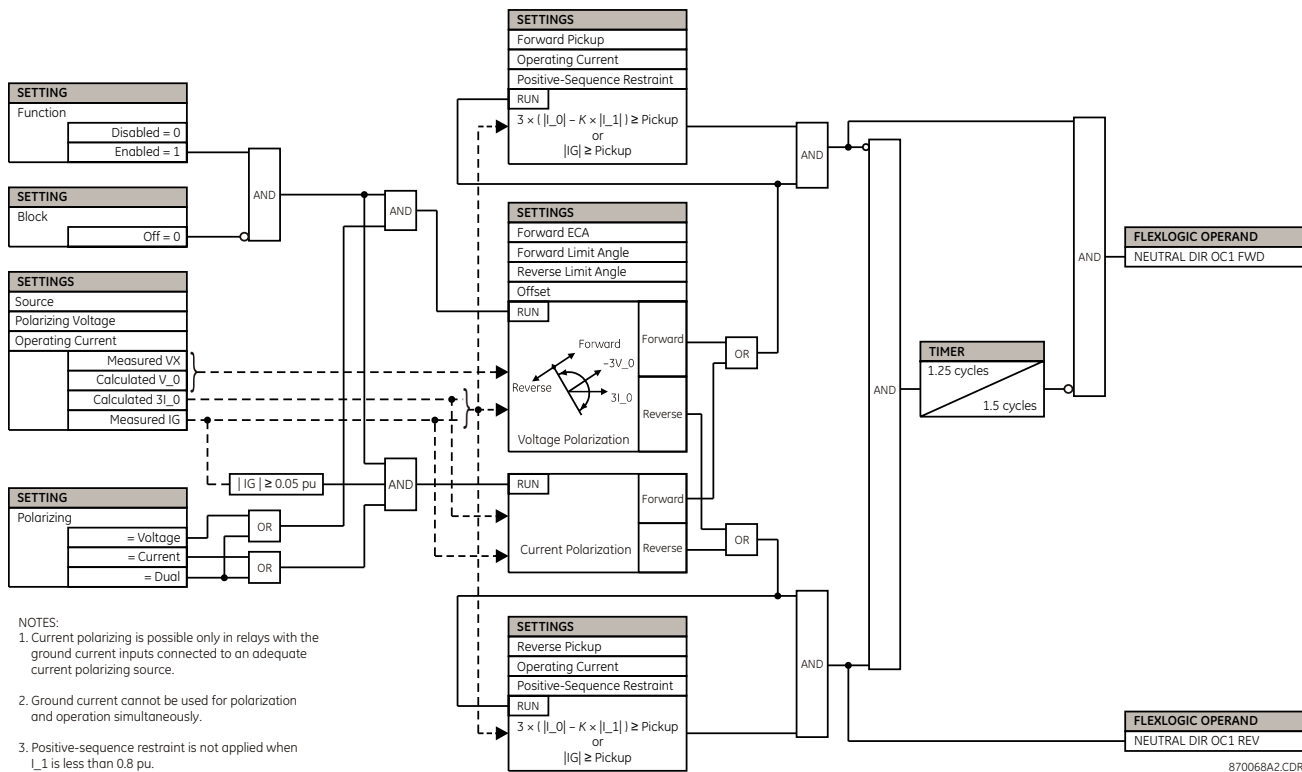 SETTING
Function
Disabled = 0
Enabled = 1
SETTING
Block
Off = 0
SETTINGS
Source
Polarizing Voltage
Operating Current
Measured VX
Calculated V_0
Calculated 3I_0
Measured IG
SETTING
Polarizing
= Voltage
= Current
= Dual
NOTES:
1. Current polarizing is possible only in relays with the
ground current inputs connected to an adequate
current polarizing source.
2. Ground current cannot be used for polarization
and operation simultaneously.
3. Positive-sequence restraint is not applied when
I_1 is less than 0.8 pu.
AND
| IG | ≥ 0.05 pu
OR
OR
AND
AND
SETTINGS
Forward Pickup
Operating Current
Positive-Sequence Restraint
RUN
3 × ( |I_0| – K × |I_1| ) ≥ Pickup
or
|IG| ≥ Pickup
SETTINGS
Forward ECA
Forward Limit Angle
Reverse Limit Angle
Offset
RUN
Forward
–3V_0
Reverse
3I_0
Voltage Polarization
Forward
Reverse
RUN
Current Polarization
Forward
Reverse
SETTINGS
Reverse Pickup
Operating Current
Positive-Sequence Restraint
RUN
3 × ( |I_0| – K × |I_1| ) ≥ Pickup
or
|IG| ≥ Pickup
OR
OR
AND
AND
AND
TIMER
1.25 cycles
1.5 cycles
AND
FLEXLOGIC OPERAND
NEUTRAL DIR OC1 FWD
FLEXLOGIC OPERAND
NEUTRAL DIR OC1 REV
870068A2.CDR